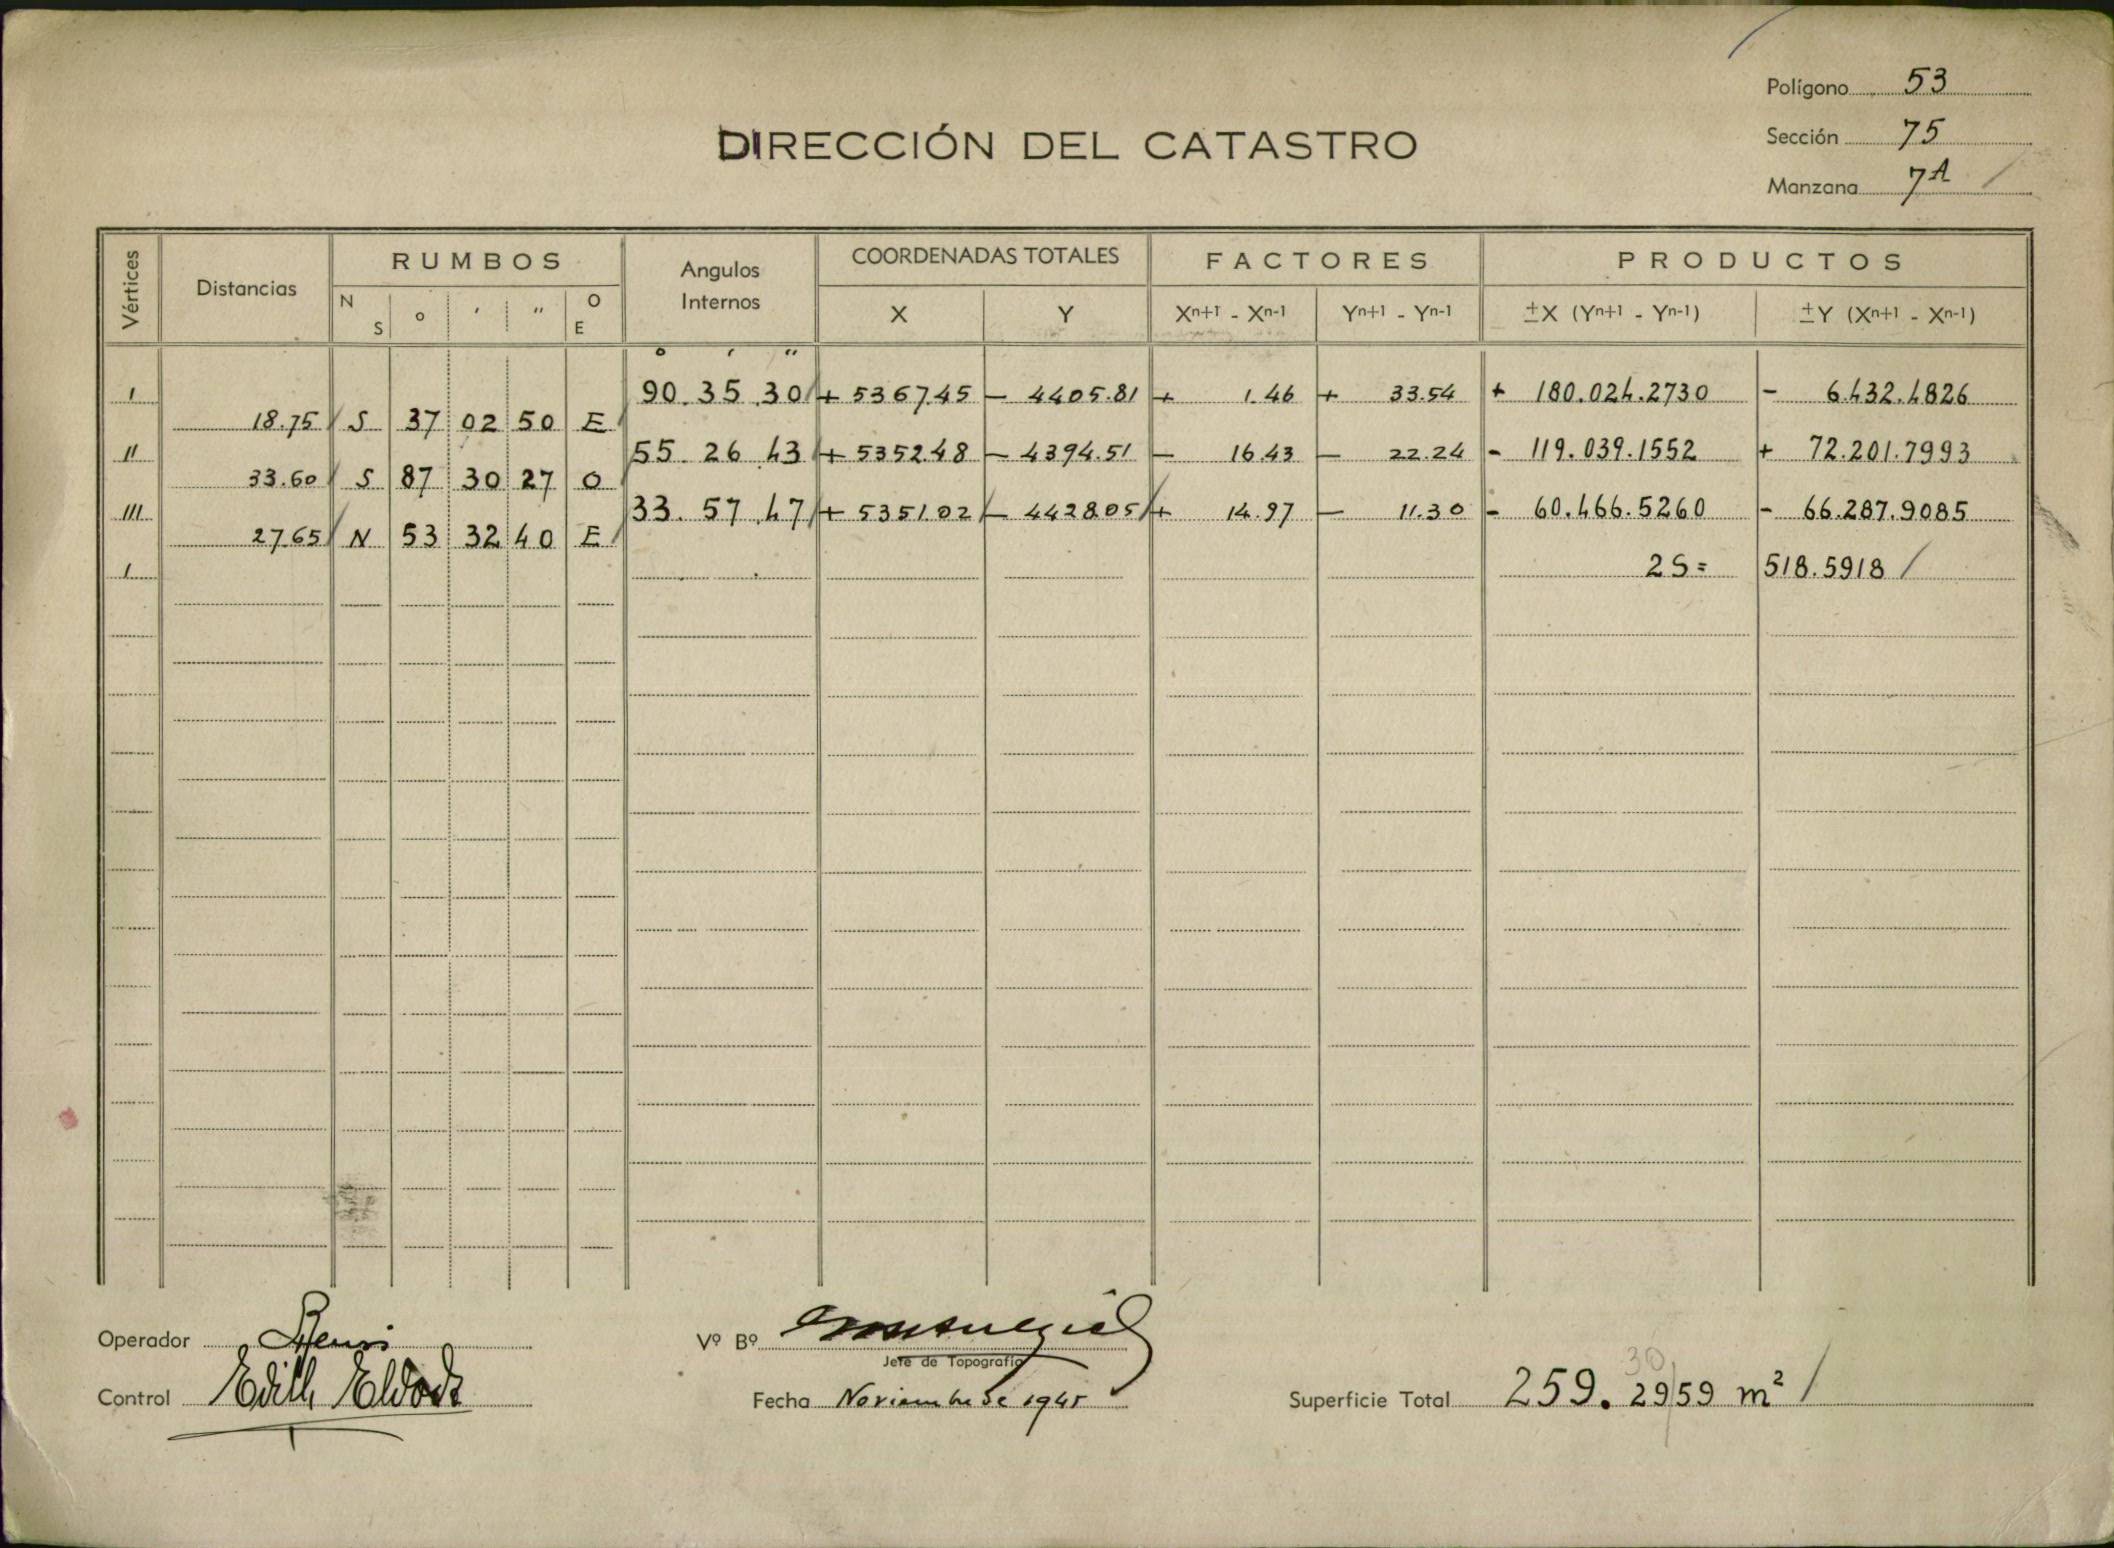 Polígono 53
DIRECCIÓN DEL CATASTRO
Sección 75
Manzana 7A
Vértices Distancias RUMBOS Angulos Internos COORDENADAS TOTALES FACTORES PRODUCTOS
N S ° ' " O E X Y Xn+1 - Xn-1 Yn+1 - Yn-1 ±X (Yn+1 - Yn-1) ±Y (Xn+1 - Xn-1)
° ' "
I 90.35.30 + 5367.45 - 4405.81 + 1.46 + 33.54 + 180.024.2730 - 6.432.4826
18.75 S 37 02 50 E
II 55.26.43 + 5352.48 - 4394.51 - 16.43 - 22.24 - 119.039.1552 + 72.201.7993
33.60 S 87 30 27 O
III 33.57.47 + 5351.02 - 4428.05 + 14.97 - 11.30 - 60.466.5260 - 66.287.9085
27.65 N 53 32 40 E
I 2S= 518.5918
Operador
Vº Bº
Jefe de Topografía
Control Edith
Fecha Noviembre de 1945
30
Superficie Total 259.2959 m²